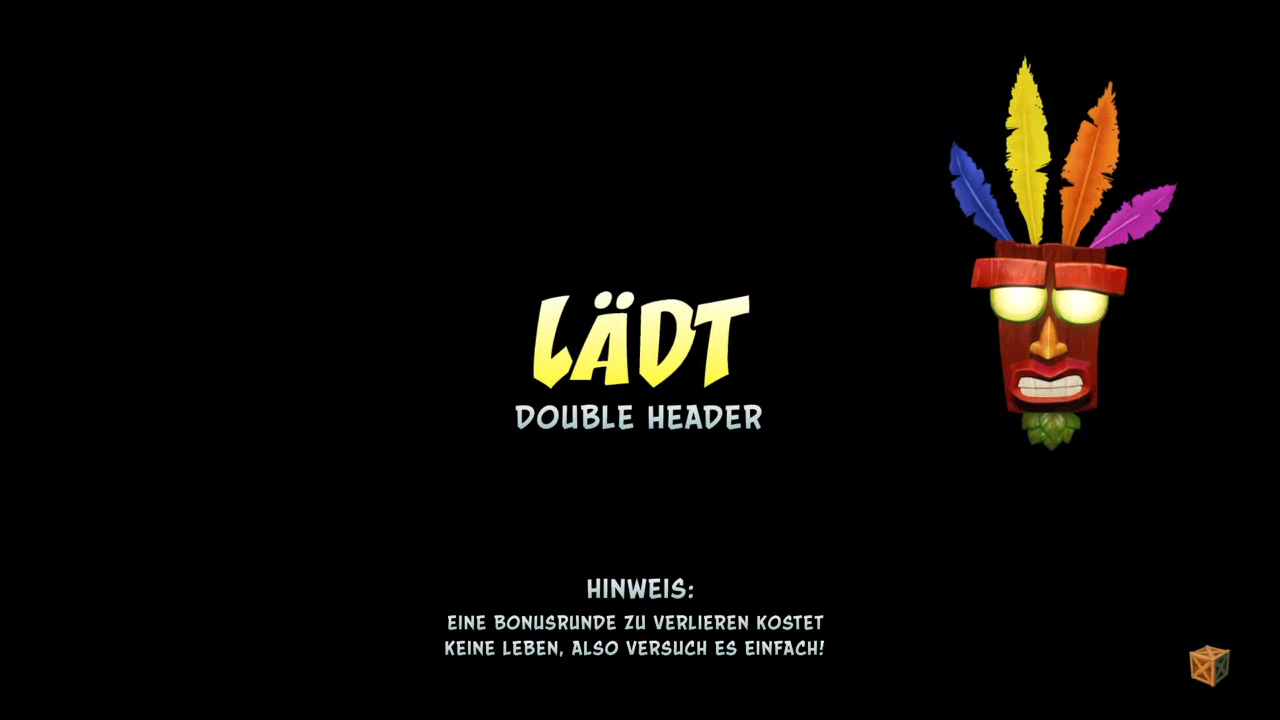 LÄDT
DOUBLE HEADER
HINWEIS:
EINE BONUSRUNDE ZU VERLIEREN KOSTET
KEINE LEBEN, ALSO VERSUCH ES EINFACH!